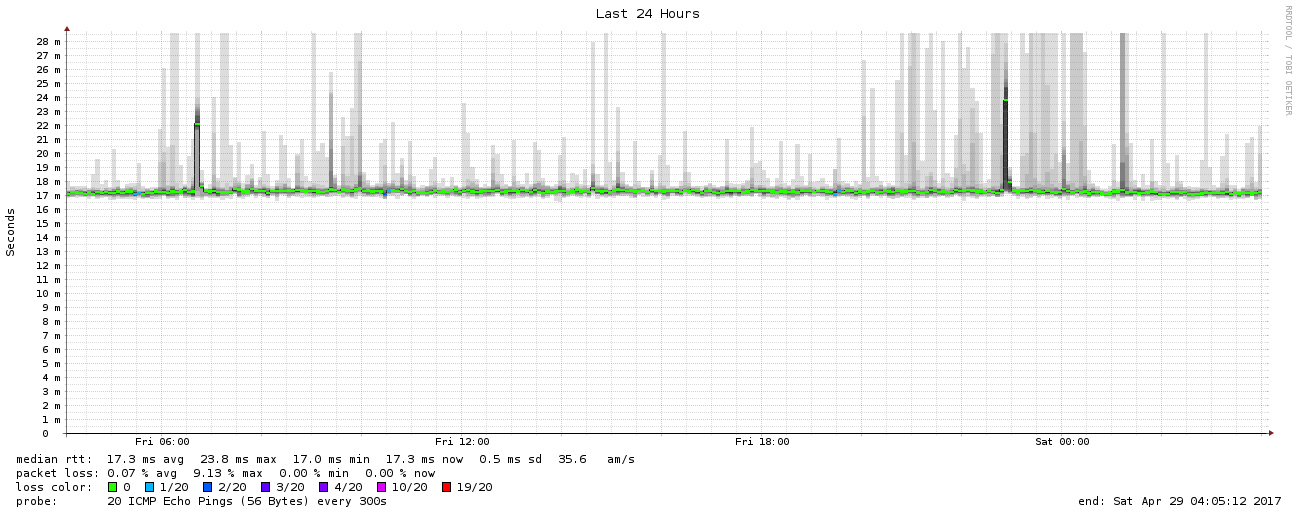 Last 24 Hours
RRDTOOL / TOBI OETIKER
Seconds
28 m
27 m
26 m
25 m
24 m
23 m
22 m
21 m
20 m
19 m
18 m
17 m
16 m
15 m
14 m
13 m
12 m
11 m
10 m
9 m
8 m
7 m
6 m
5 m
4 m
3 m
2 m
1 m
0
Fri 06:00 Fri 12:00 Fri 18:00 Sat 00:00
median rtt: 17.3 ms avg 23.8 ms max 17.0 ms min 17.3 ms now 0.5 ms sd 35.6 am/s
packet loss: 0.07 % avg 9.13 % max 0.00 % min 0.00 % now
loss color: 0 1/20 2/20 3/20 4/20 10/20 19/20
probe: 20 ICMP Echo Pings (56 Bytes) every 300s end: Sat Apr 29 04:05:12 2017